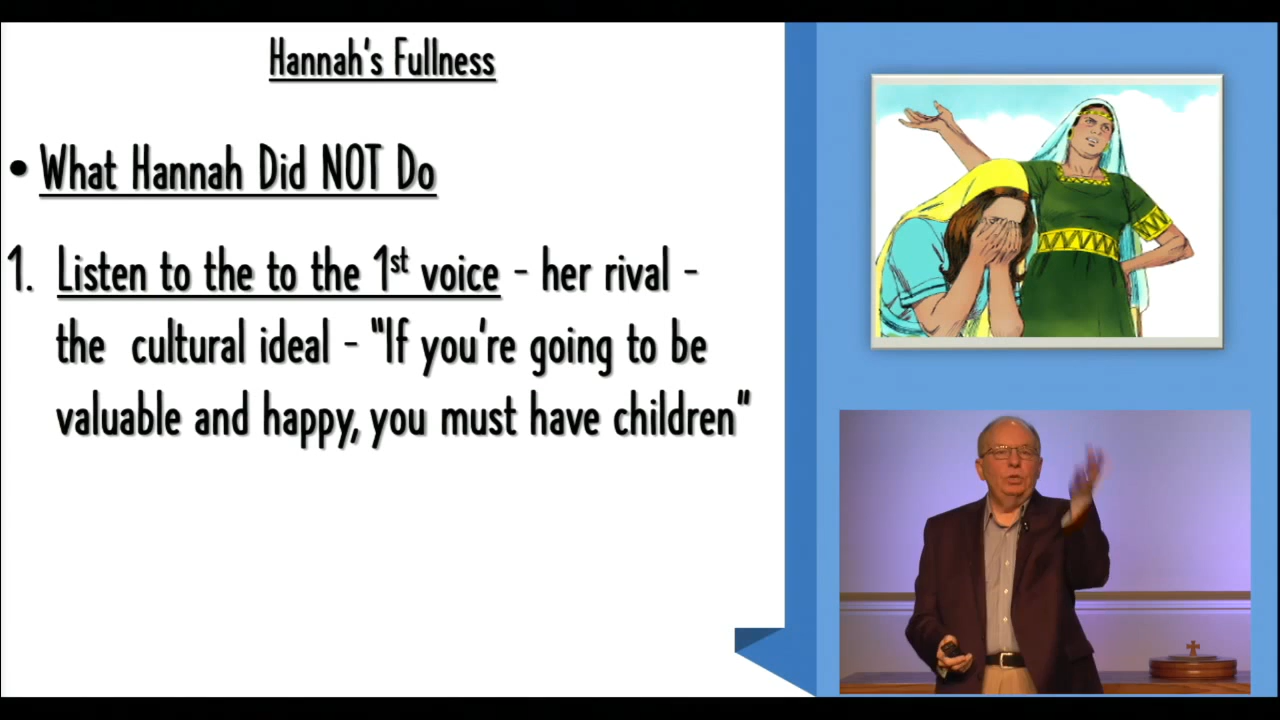 Hannah's Fullness
• What Hannah Did NOT Do
1. Listen to the to the 1st voice - her rival -
the cultural ideal - "If you're going to be
valuable and happy, you must have children"